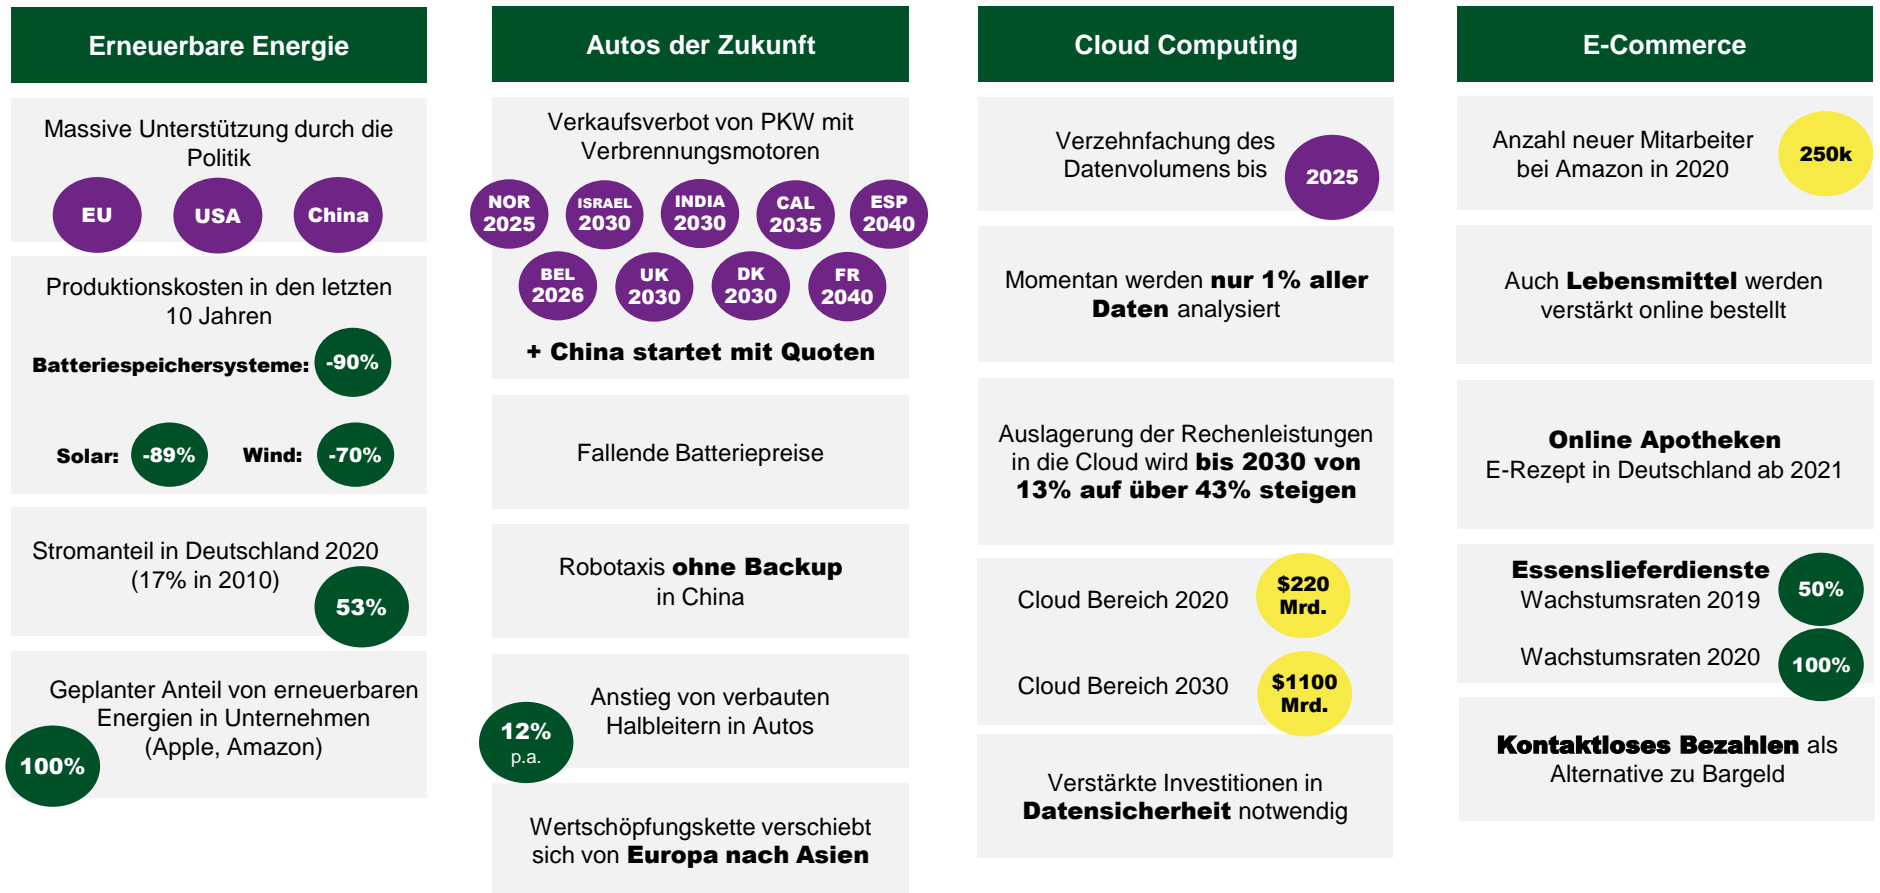 Erneuerbare Energie
Massive Unterstützung durch die
Politik
EU
USA
China
Produktionskosten in den letzten
10 Jahren
Batteriespeichersysteme:
-90%
Solar:
-89%
Wind:
-70%
Stromanteil in Deutschland 2020
(17% in 2010)
53%
Geplanter Anteil von erneuerbaren
Energien in Unternehmen
(Apple, Amazon)
100%
Autos der Zukunft
Verkaufsverbot von PKW mit
Verbrennungsmotoren
NOR
2025
ISRAEL
2030
INDIA
2030
CAL
2035
ESP
2040
BEL
2026
UK
2030
DK
2030
FR
2040
+ China startet mit Quoten
Fallende Batteriepreise
Robotaxis ohne Backup
in China
Anstieg von verbauten
Halbleitern in Autos
12%
p.a.
Wertschöpfungskette verschiebt
sich von Europa nach Asien
Cloud Computing
Verzehnfachung des
Datenvolumens bis
2025
Momentan werden nur 1% aller
Daten analysiert
Auslagerung der Rechenleistungen
in die Cloud wird bis 2030 von
13% auf über 43% steigen
Cloud Bereich 2020
$220
Mrd.
Cloud Bereich 2030
$1100
Mrd.
Verstärkte Investitionen in
Datensicherheit notwendig
E-Commerce
Anzahl neuer Mitarbeiter
bei Amazon in 2020
250k
Auch Lebensmittel werden
verstärkt online bestellt
Online Apotheken
E-Rezept in Deutschland ab 2021
Essenslieferdienste
Wachstumsraten 2019
50%
Wachstumsraten 2020
100%
Kontaktloses Bezahlen als
Alternative zu Bargeld